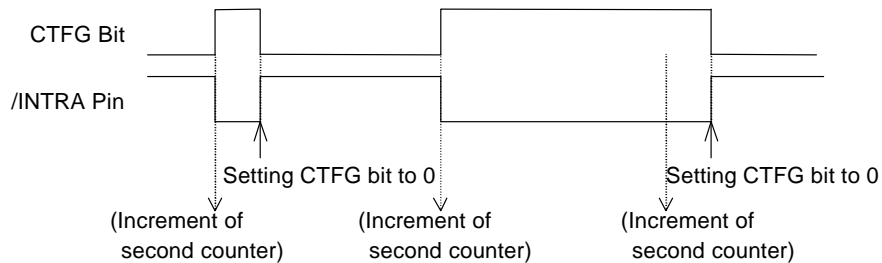 CTFG Bit
/INTRA Pin
Setting CTFG bit to 0
Setting CTFG bit to 0
(Increment of
second counter)
(Increment of
second counter)
(Increment of
second counter)